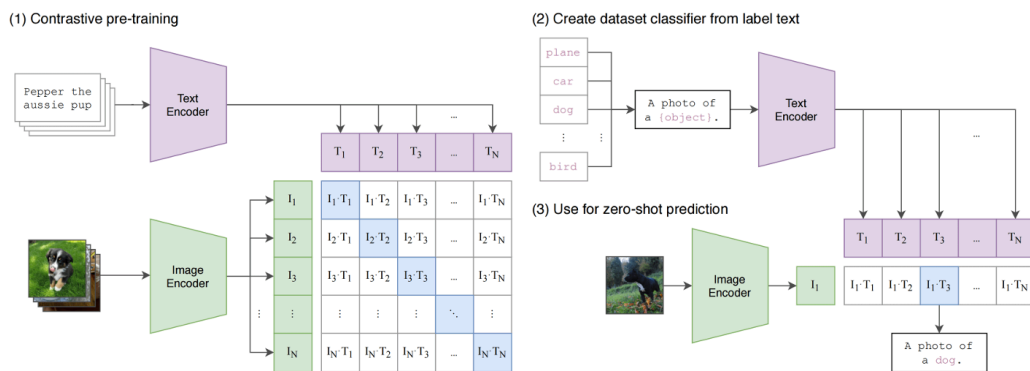 (1) Contrastive pre-training
Pepper the
aussie pup
Text
Encoder
...
T1 T2 T3 ... TN
I1 I1·T1 I1·T2 I1·T3 ... I1·TN
I2 I2·T1 I2·T2 I2·T3 ... I2·TN
I3 I3·T1 I3·T2 I3·T3 ... I3·TN
⋮ ⋮ ⋮ ⋮ ⋮ ⋱ ⋮
IN IN·T1 IN·T2 IN·T3 ... IN·TN
Image
Encoder
(2) Create dataset classifier from label text
plane
car
dog
⋮ ⋮
bird
A photo of
a {object}.
Text
Encoder
...
(3) Use for zero-shot prediction
T1 T2 T3 ... TN
Image
Encoder
I1 I1·T1 I1·T2 I1·T3 ... I1·TN
A photo of
a dog.